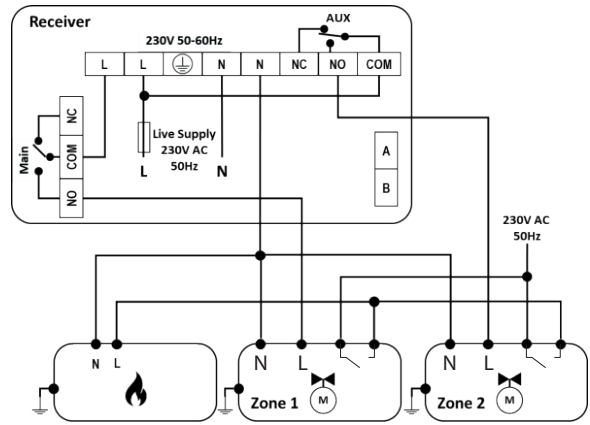 Receiver
AUX
230V 50-60Hz
L
L
N
N
NC
NO
COM
NC
COM
NO
Main
Live Supply
230V AC
50Hz
L
N
A
B
230V AC
50Hz
N
L
N
L
Zone 1
M
N
L
Zone 2
M